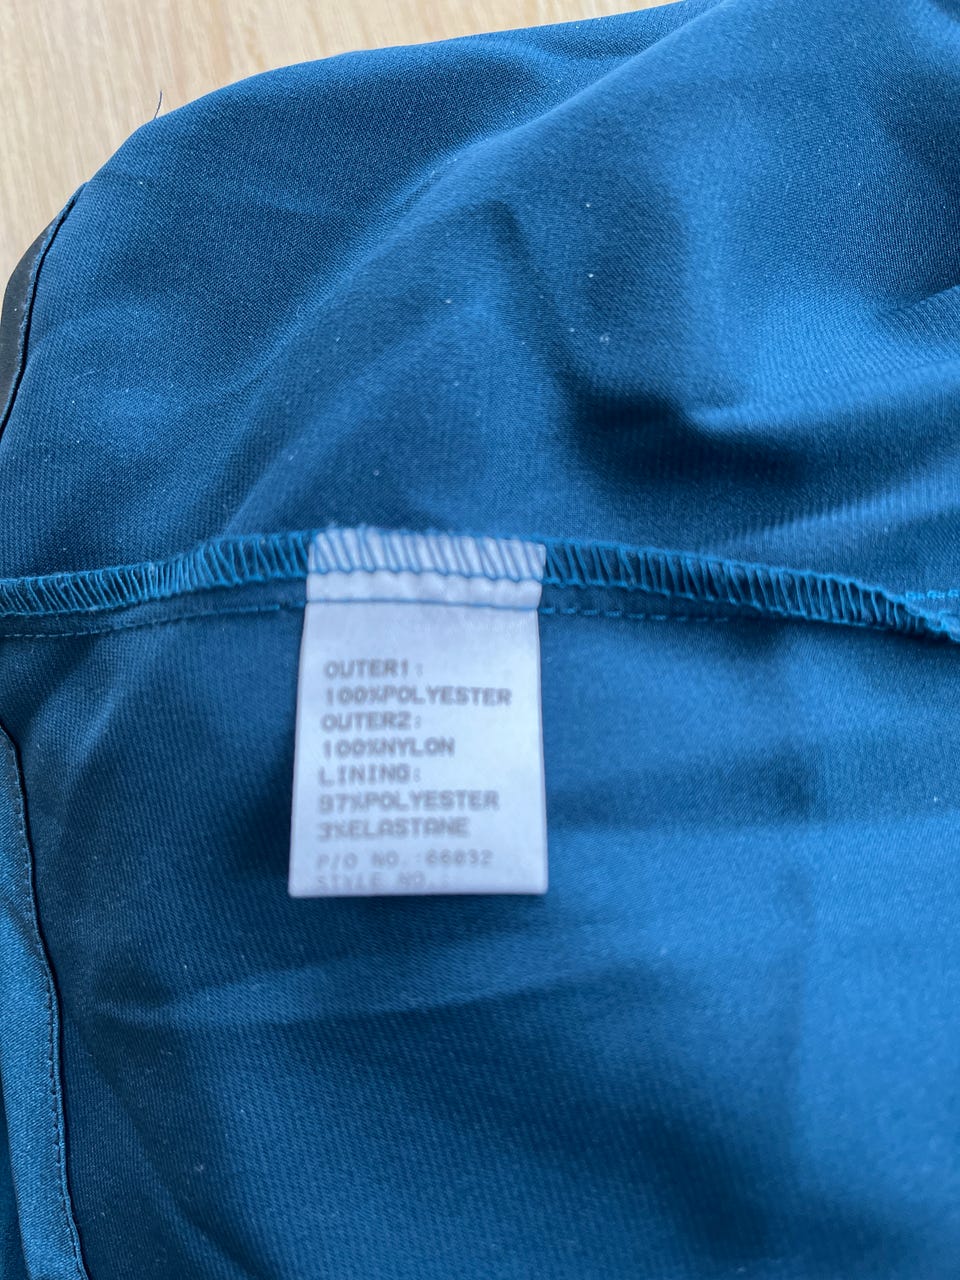 OUTER1:
100%POLYESTER
OUTER2:
100%NYLON
LINING:
97%POLYESTER
3%ELASTANE
P/O NO.:66032
STYLE NO.: